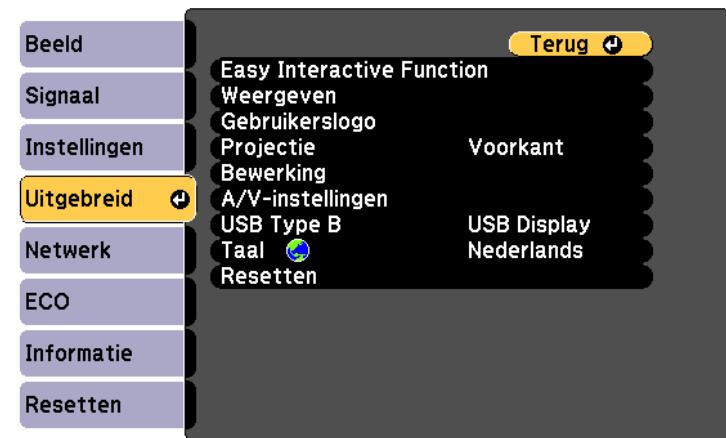 Beeld
Signaal
Instellingen
Uitgebreid
Netwerk
ECO
Informatie
Resetten
Terug
Easy Interactive Function
Weergeven
Gebruikerslogo
Projectie Voorkant
Bewerking
A/V-instellingen
USB Type B USB Display
Taal Nederlands
Resetten